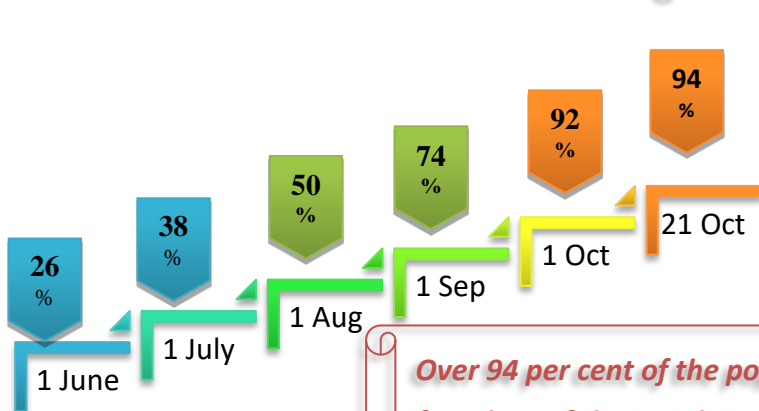 26
%
1 June
38
%
1 July
50
%
1 Aug
74
%
1 Sep
92
%
1 Oct
94
%
21 Oct
Over 94 per cent of the po